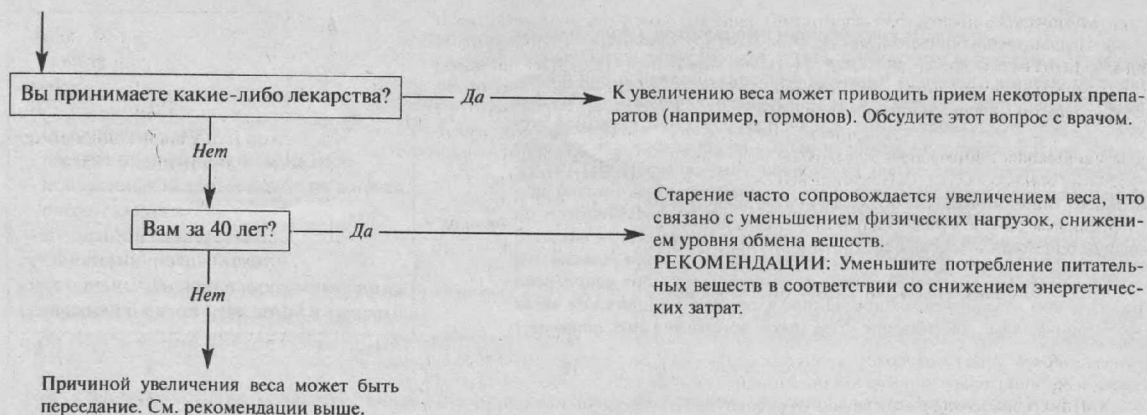 Вы принимаете какие-либо лекарства?
Да
К увеличению веса может приводить прием некоторых препа-
ратов (например, гормонов). Обсудите этот вопрос с врачом.
Нет
Вам за 40 лет?
Да
Старение часто сопровождается увеличением веса, что
связано с уменьшением физических нагрузок, снижени-
ем уровня обмена веществ.
РЕКОМЕНДАЦИИ: Уменьшите потребление питатель-
ных веществ в соответствии со снижением энергетичес-
ких затрат.
Нет
Причиной увеличения веса может быть
переедание. См. рекомендации выше.